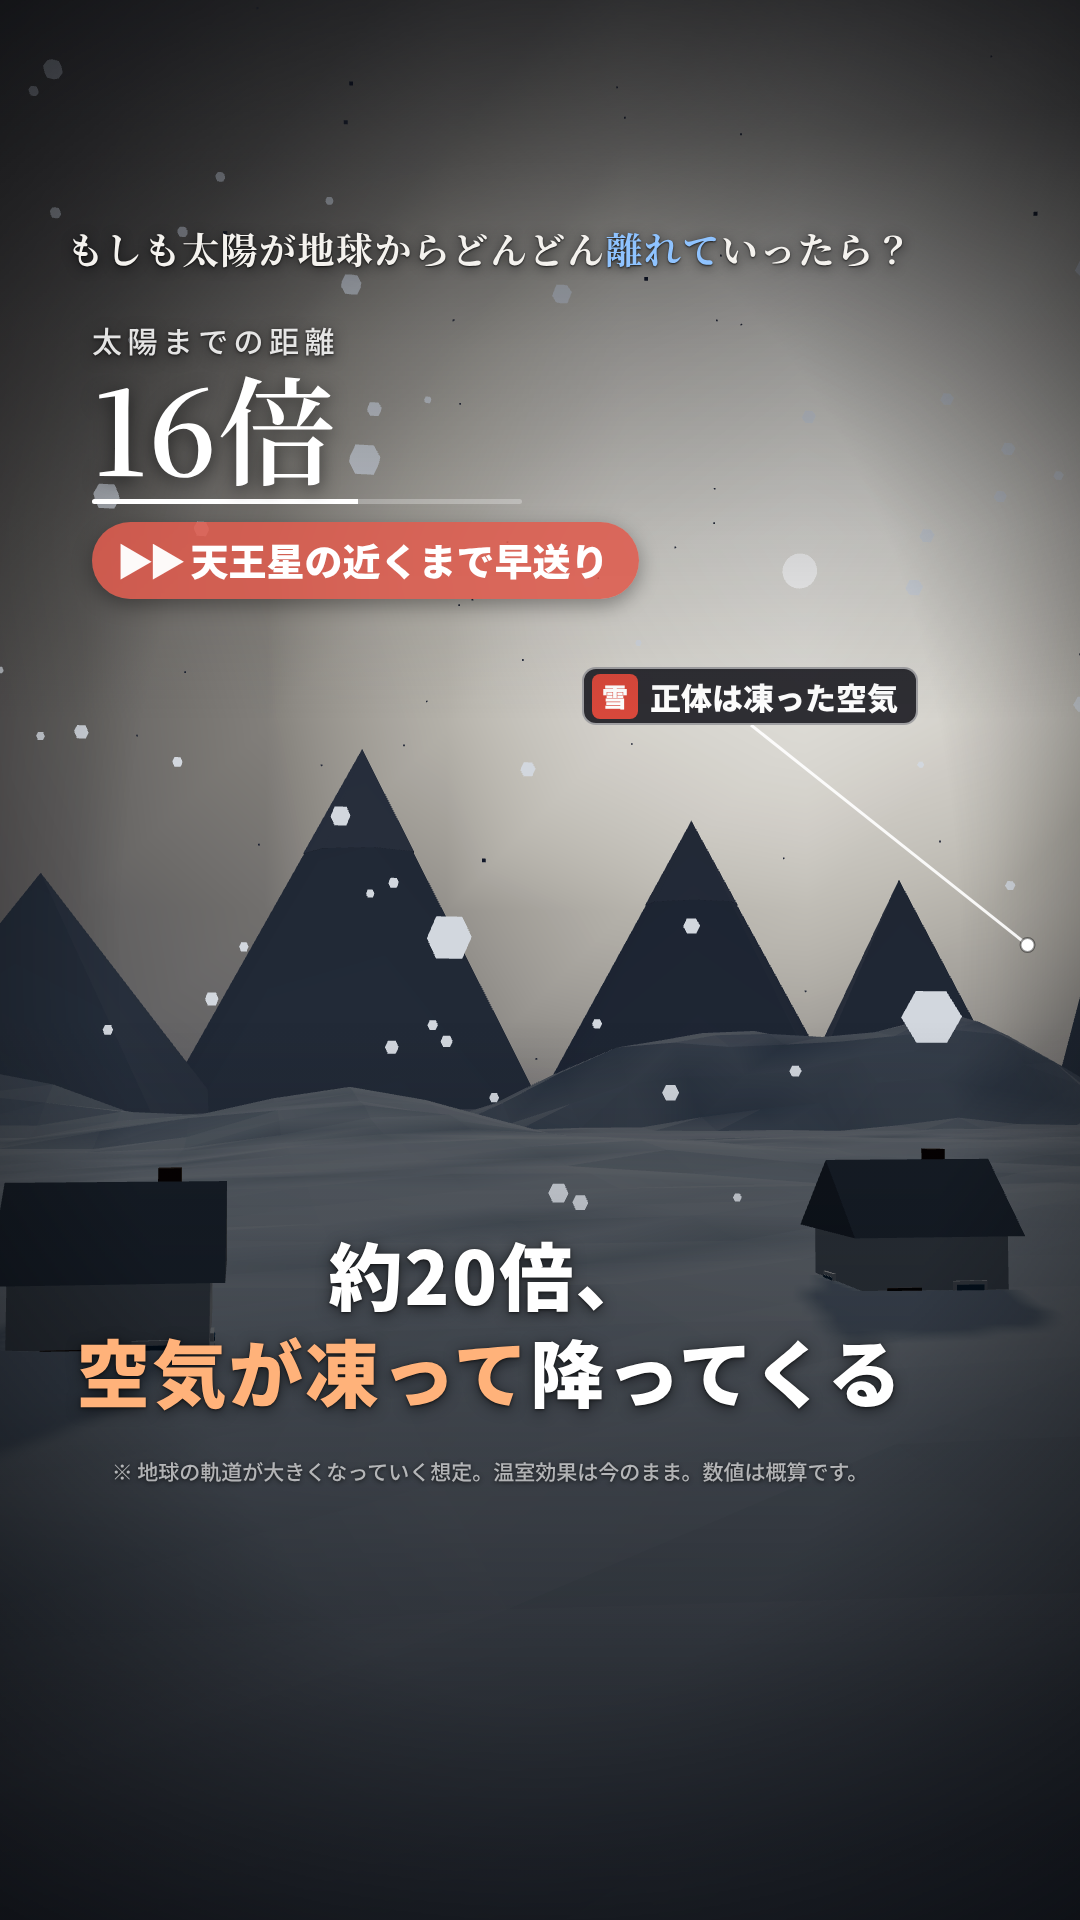 もしも太陽が地球からどんどん離れていったら？
太陽までの距離
16倍
▶▶天王星の近くまで早送り
雪 正体は凍った空気
約20倍、
空気が凍って降ってくる
※ 地球の軌道が大きくなっていく想定。温室効果は今のまま。数値は概算です。